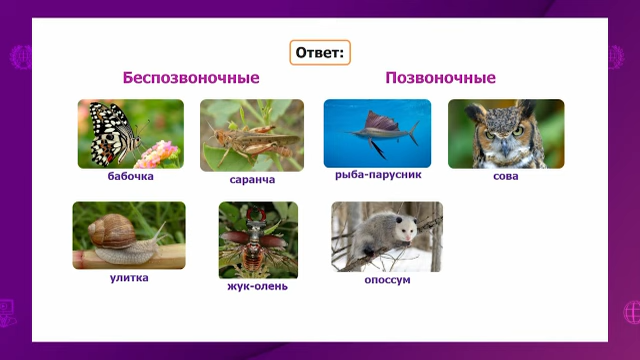 Ответ:
Беспозвоночные
Позвоночные
бабочка
саранча
рыба-парусник
сова
улитка
жук-олень
опоссум